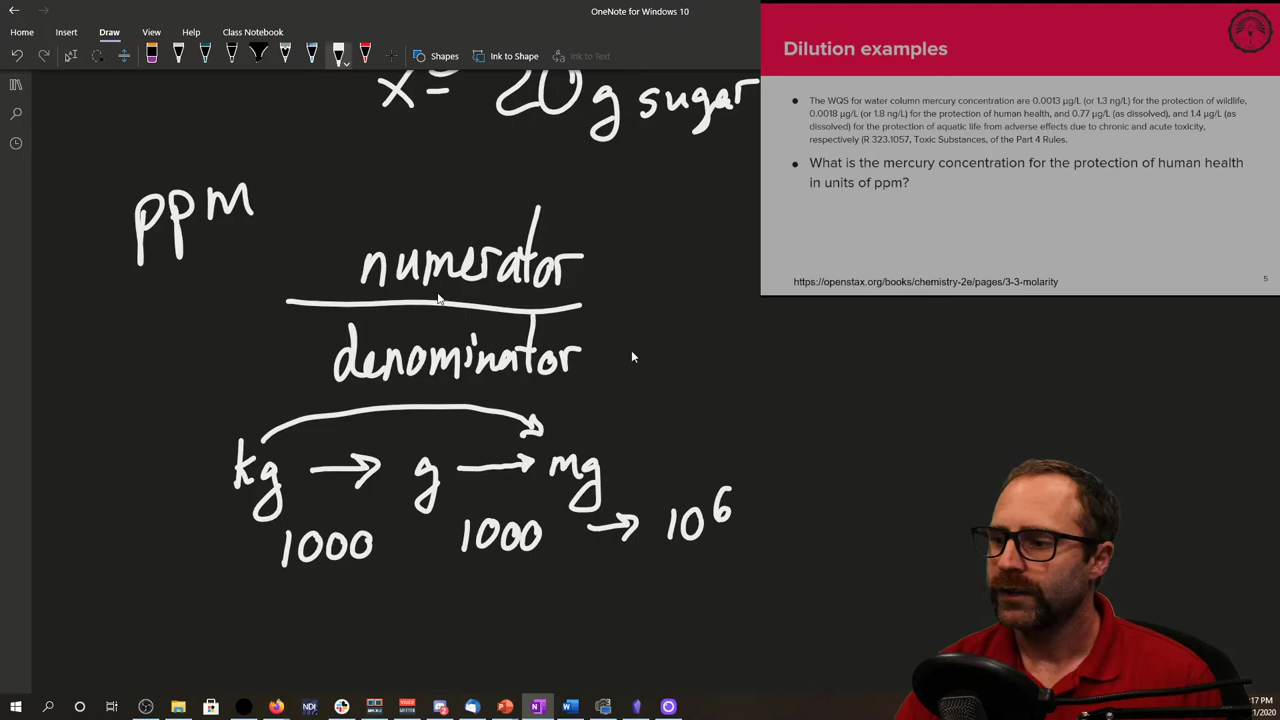 OneNote for Windows 10
Home Insert Draw View Help Class Notebook
Shapes Ink to Shape Ink to Text
x = 20 g sugar
ppm
numerator
denominator
kg → g → mg
1000 1000 → 10⁶
Dilution examples
• The WQS for water column mercury concentration are 0.0013 µg/L (or 1.3 ng/L) for the protection of wildlife,
0.0018 µg/L (or 1.8 ng/L) for the protection of human health, and 0.77 µg/L (as dissolved), and 1.4 µg/L (as
dissolved) for the protection of aquatic life from adverse effects due to chronic and acute toxicity,
respectively (R 323.1057, Toxic Substances, of the Part 4 Rules.
• What is the mercury concentration for the protection of human health
in units of ppm?
https://openstax.org/books/chemistry-2e/pages/3-3-molarity
5